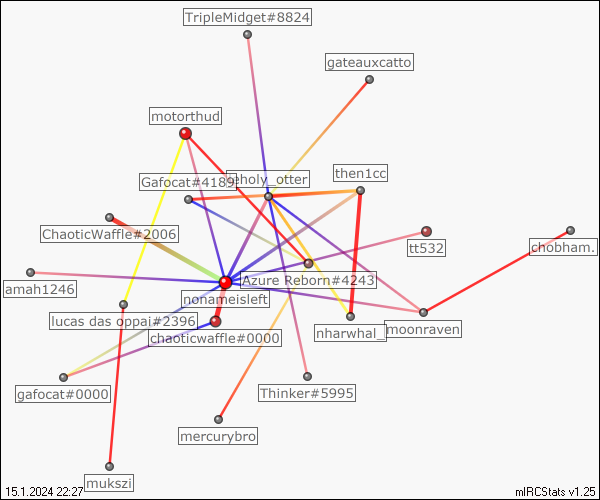 TripleMidget#8824
gateauxcatto
motorthud
then1cc
Gafocat#4189
eholy_otter
ChaoticWaffle#2006
tt532
chobham.
Azure Reborn#4243
amah1246
nonameisleft
lucas das oppai#2396
chaoticwaffle#0000
nharwhal_
moonraven
gafocat#0000
Thinker#5995
mercurybro
mukszi
15.1.2024 22:27
mIRCStats v1.25